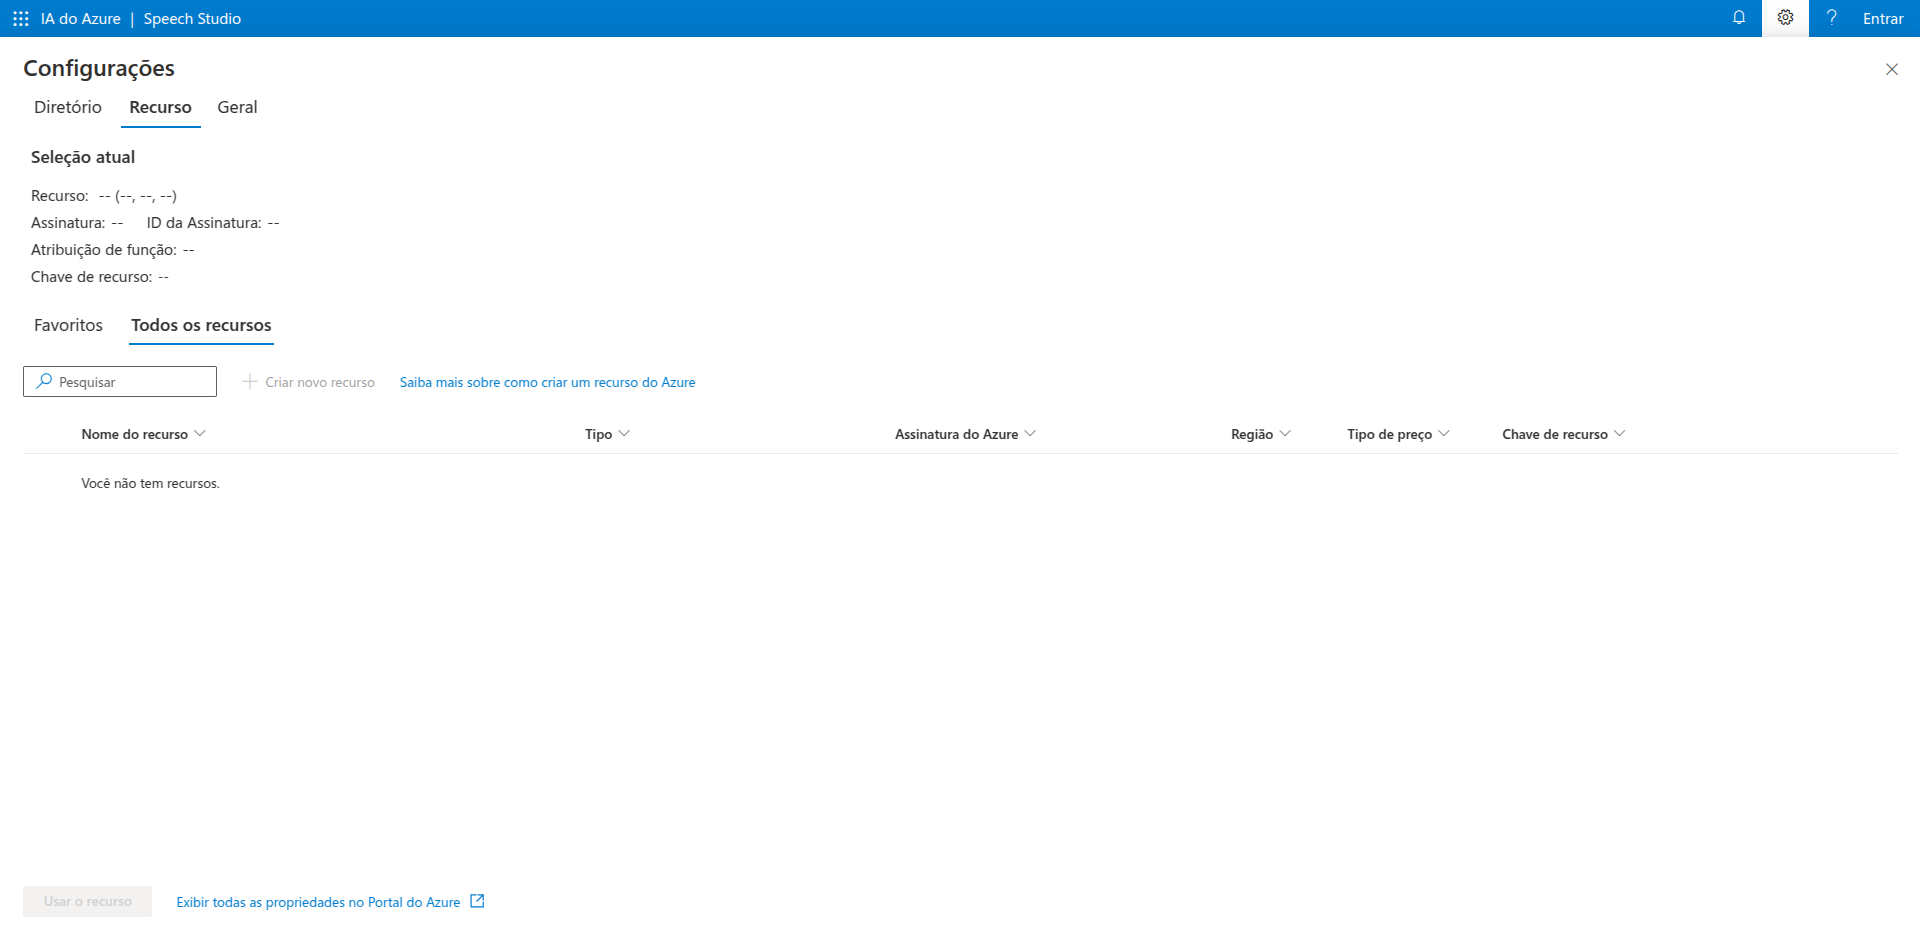 IA do Azure | Speech Studio
Entrar
Configurações
Diretório Recurso Geral
Seleção atual
Recurso: -- (--, --, --)
Assinatura: -- ID da Assinatura: --
Atribuição de função: --
Chave de recurso: --
Favoritos Todos os recursos
Pesquisar Criar novo recurso Saiba mais sobre como criar um recurso do Azure
Nome do recurso Tipo Assinatura do Azure Região Tipo de preço Chave de recurso
Você não tem recursos.
Usar o recurso Exibir todas as propriedades no Portal do Azure